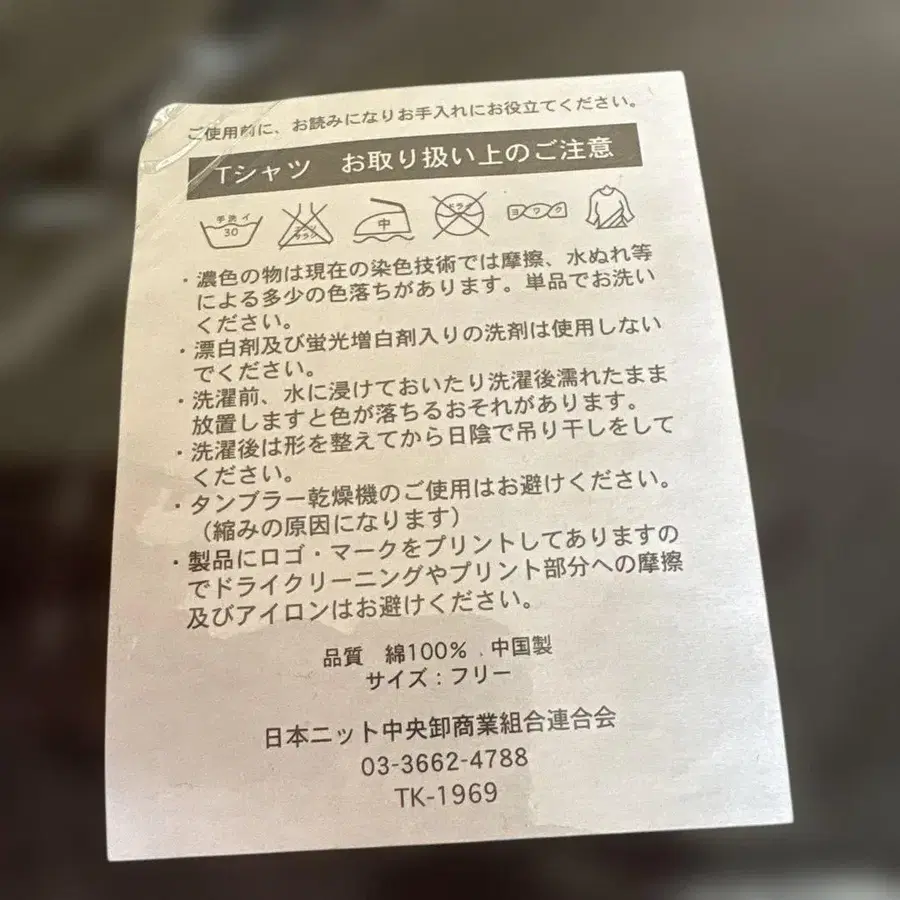 ご使用前に、お読みになりお手入れにお役立てください。
Tシャツ お取り扱い上のご注意
手洗イ 30 エンソサラシ 中 ドライ ヨワク
・濃色の物は現在の染色技術では摩擦、水ぬれ等
による多少の色落ちがあります。単品でお洗い
ください。
・漂白剤及び蛍光増白剤入りの洗剤は使用しない
でください。
・洗濯前、水に浸けておいたり洗濯後濡れたまま
放置しますと色が落ちるおそれがあります。
・洗濯後は形を整えてから日陰で吊り干しをして
ください。
・タンブラー乾燥機のご使用はお避けください。
（縮みの原因になります）
・製品にロゴ・マークをプリントしてありますの
でドライクリーニングやプリント部分への摩擦
及びアイロンはお避けください。
品質 綿100% 中国製
サイズ：フリー
日本ニット中央卸商業組合連合会
03-3662-4788
TK-1969